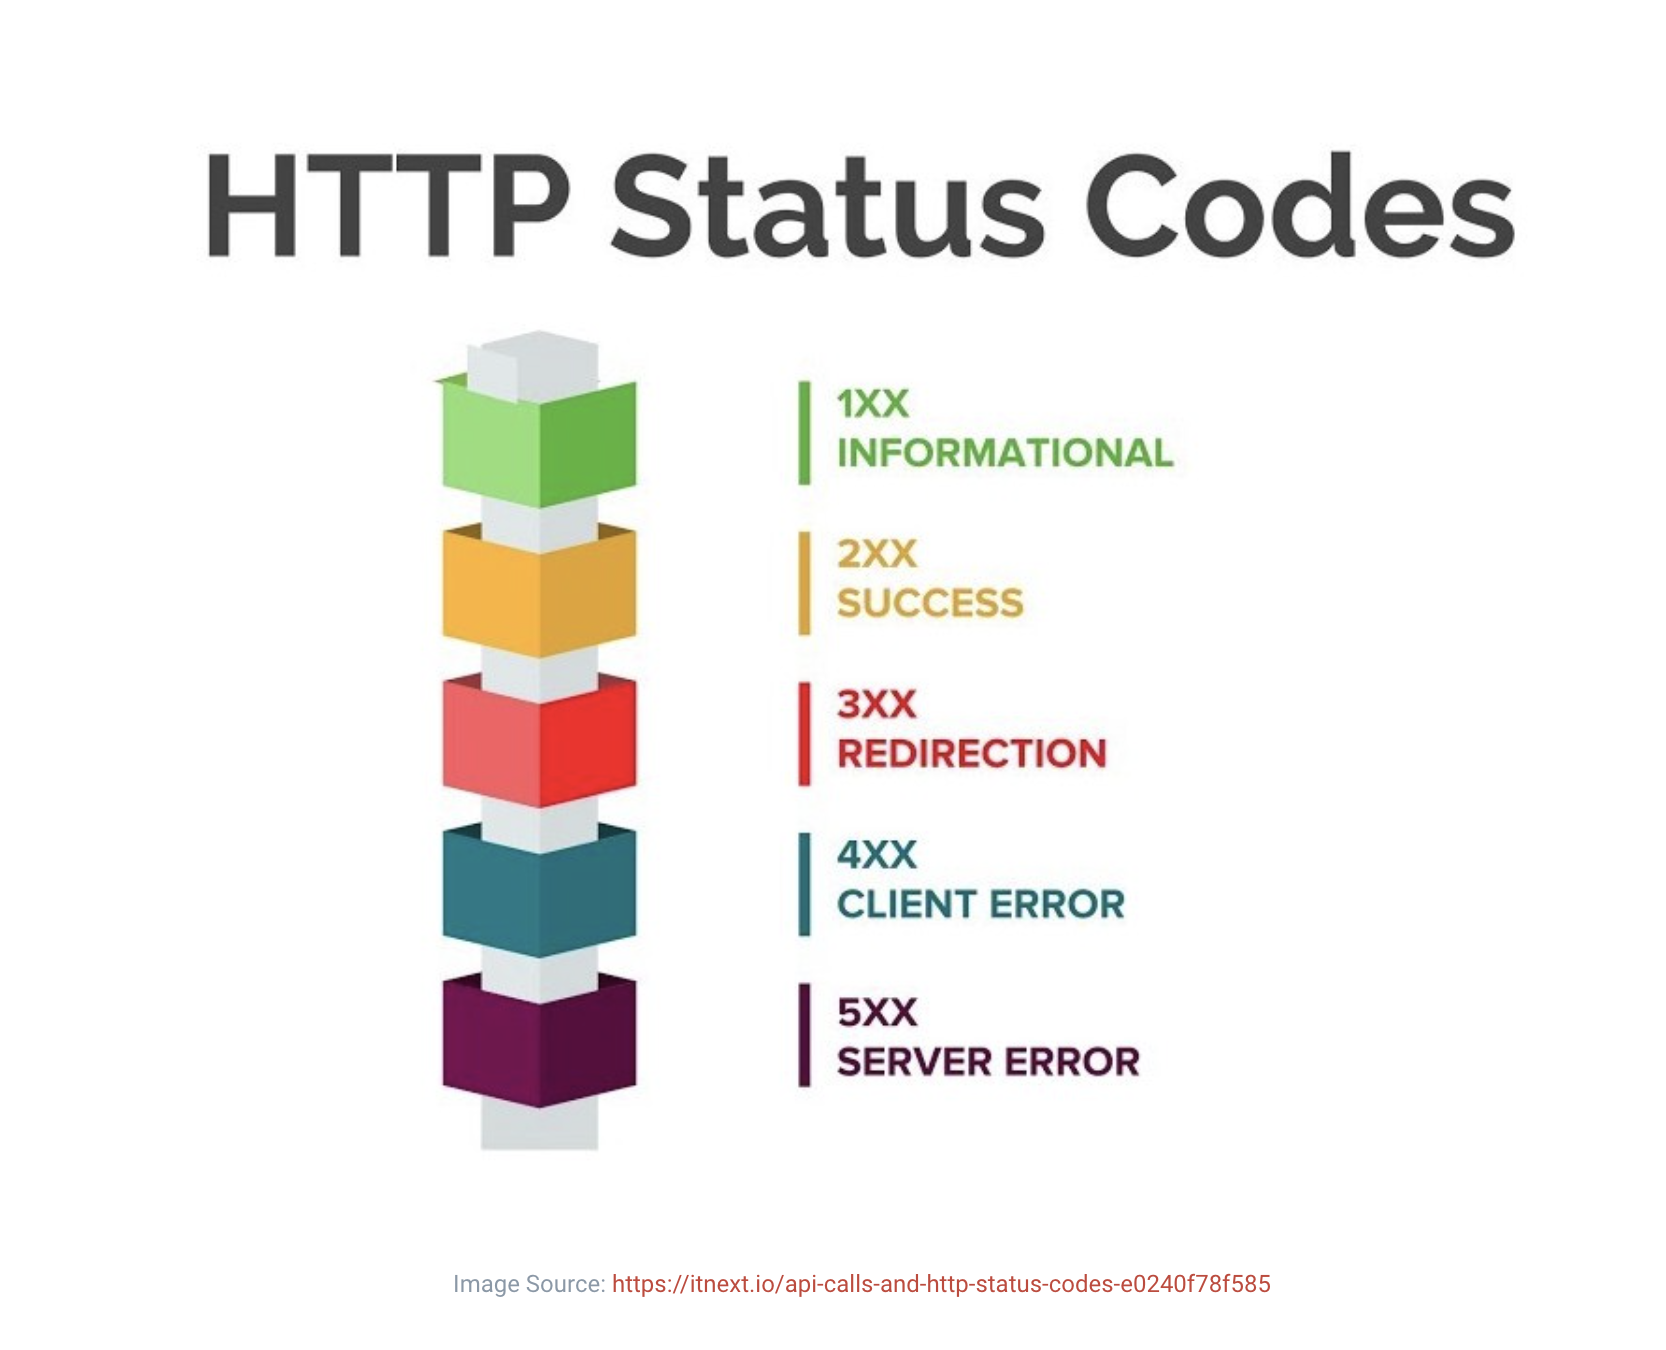 HTTP Status Codes
1XX
INFORMATIONAL
2XX
SUCCESS
3XX
REDIRECTION
4XX
CLIENT ERROR
5XX
SERVER ERROR
Image Source: https://itnext.io/api-calls-and-http-status-codes-e0240f78f585